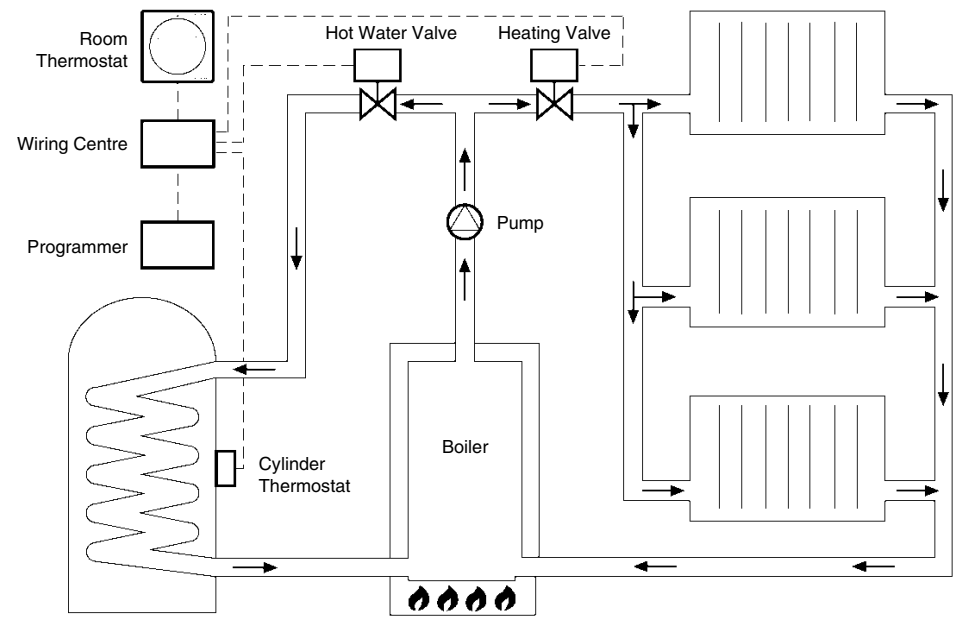 Room
Thermostat
Hot Water Valve
Heating Valve
Wiring Centre
Pump
Programmer
Boiler
Cylinder
Thermostat